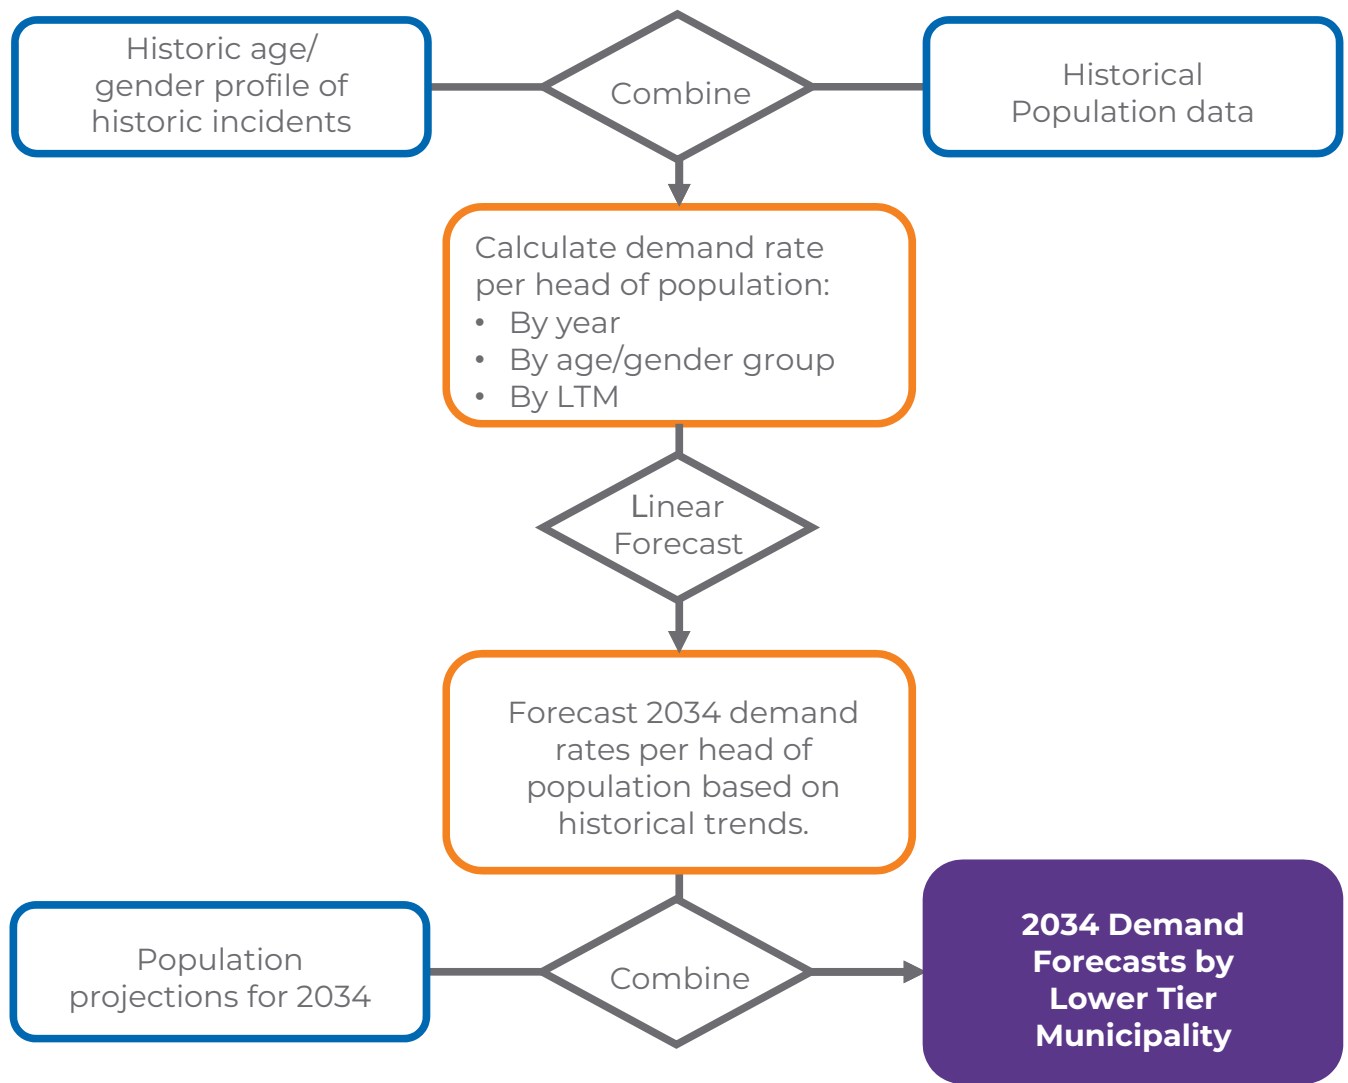 Historic age/
gender profile of
historic incidents
Combine
Historical
Population data
Calculate demand rate
per head of population:
• By year
• By age/gender group
• By LTM
Linear
Forecast
Forecast 2034 demand
rates per head of
population based on
historical trends.
Population
projections for 2034
Combine
2034 Demand
Forecasts by
Lower Tier
Municipality